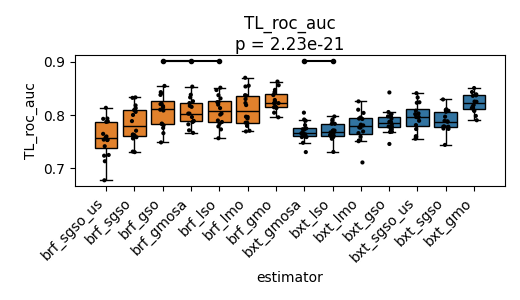 TL_roc_auc
p = 2.23e-21
TL_roc_auc
0.9
0.8
0.7
brf_sgso_us
brf_sgso
brf_gso
brf_gmosa
brf_lso
brf_lmo
brf_gmo
bxt_gmosa
bxt_lso
bxt_lmo
bxt_gso
bxt_sgso_us
bxt_sgso
bxt_gmo
estimator